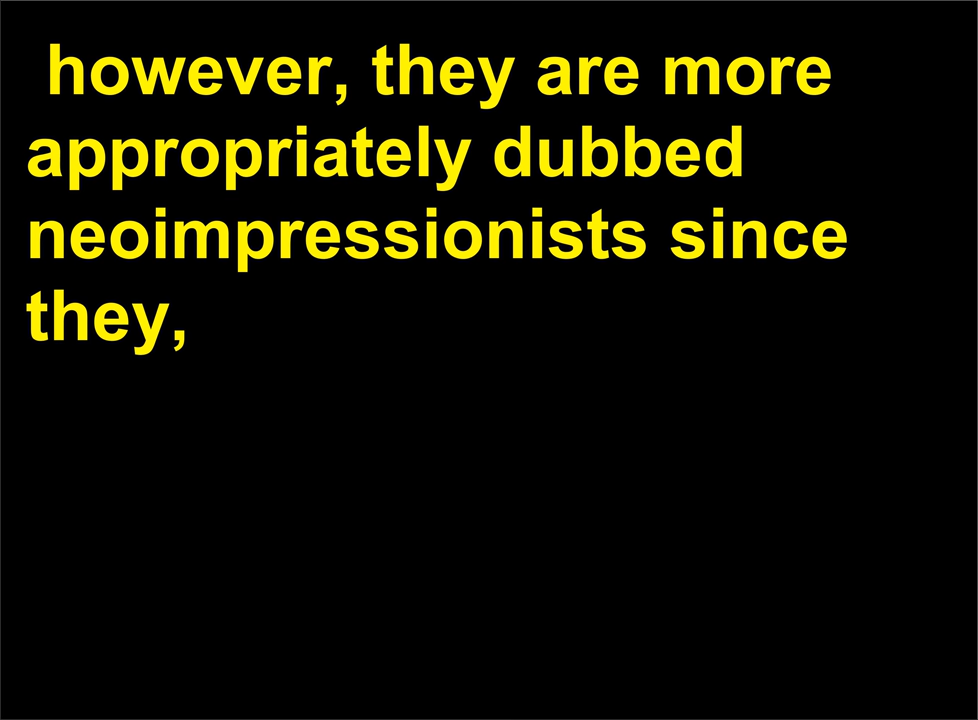 however, they are more
appropriately dubbed
neoimpressionists since
they,